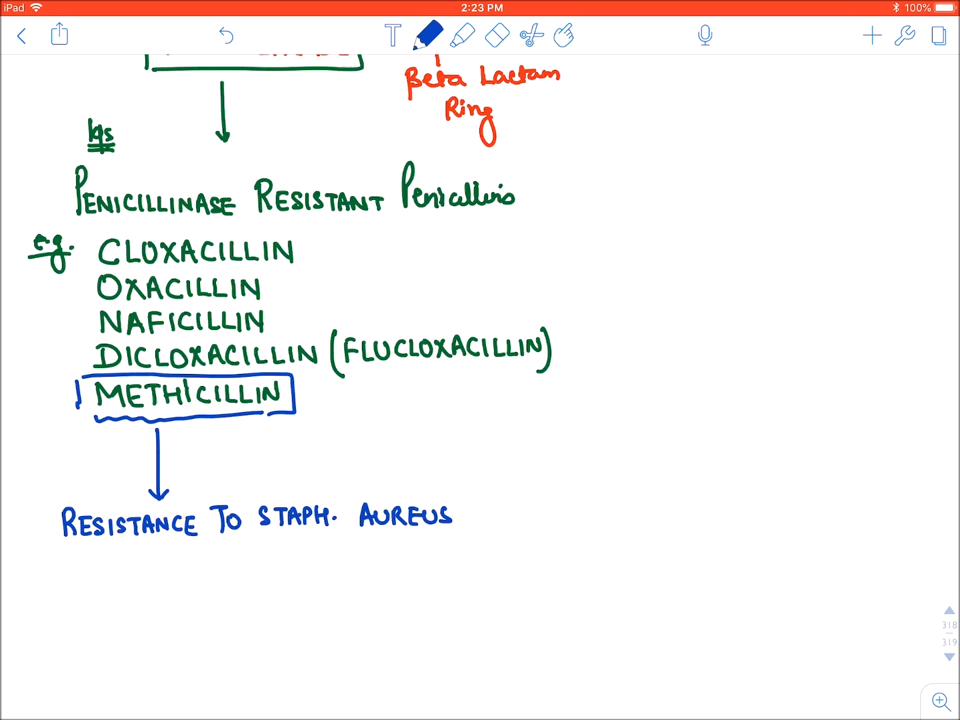 iPad 2:23 PM 100%
T
Beta Lactam
Ring
PENICILLINASE RESISTANT Penicillins
e.g. CLOXACILLIN
OXACILLIN
NAFICILLIN
DICLOXACILLIN (FLUCLOXACILLIN)
METHICILLIN
RESISTANCE TO STAPH. AUREUS
318
319